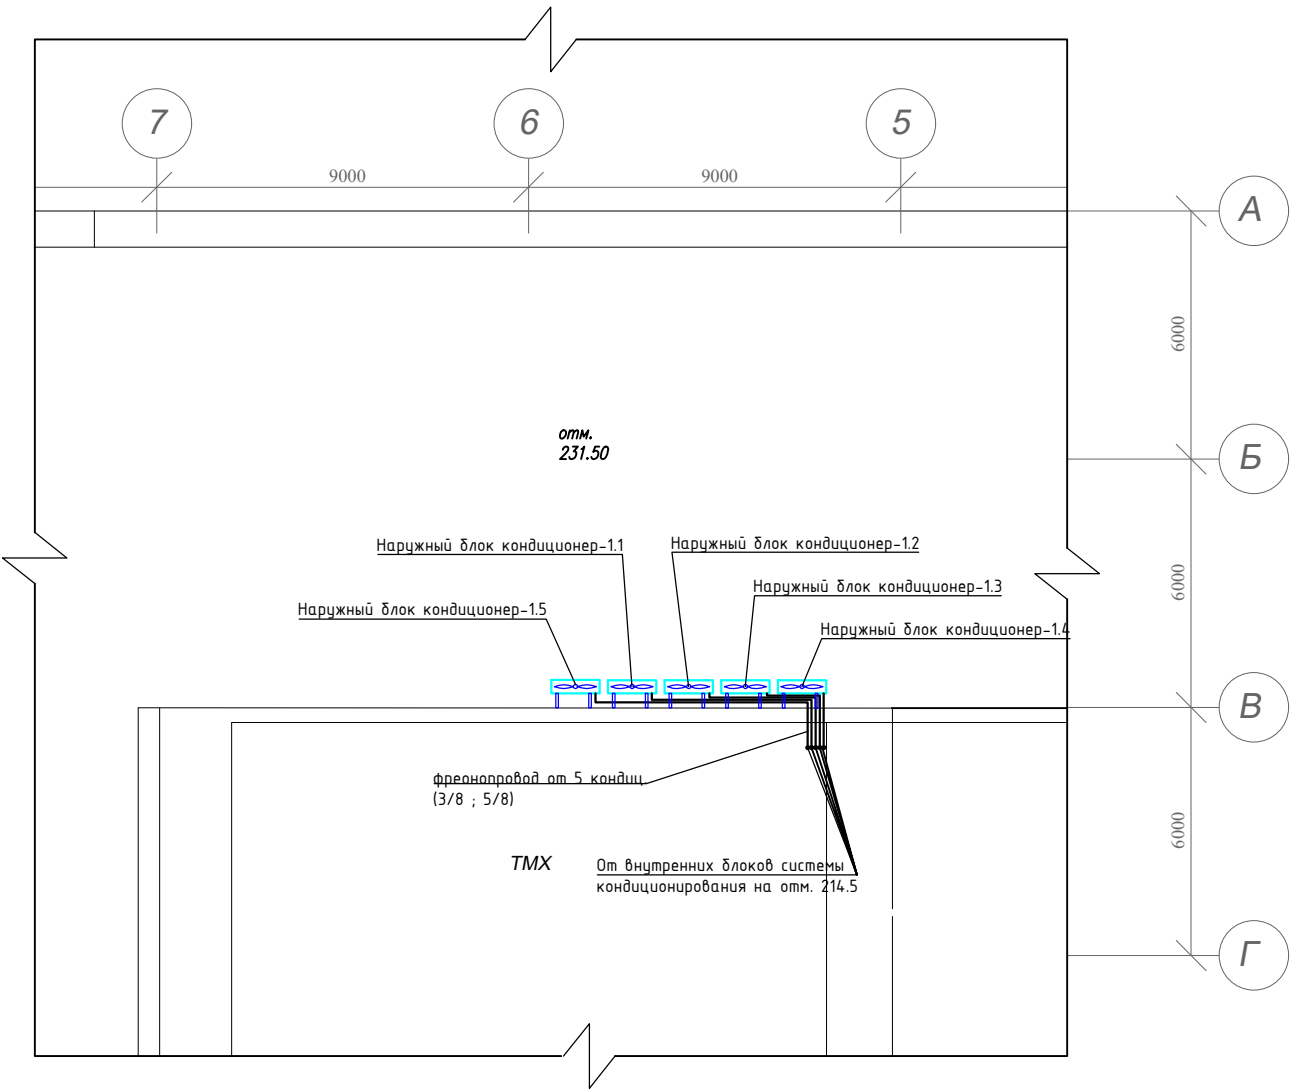 7
6
5
9000
9000
А
6000
отм.
231.50
Б
Наружный блок кондиционер-1.1
Наружный блок кондиционер-1.2
6000
Наружный блок кондиционер-1.3
Наружный блок кондиционер-1.5
Наружный блок кондиционер-1.4
В
фреонопровод от 5 кондиц.
(3/8 ; 5/8)
6000
ТМХ
От внутренних блоков системы
кондиционирования на отм. 214.5
Г